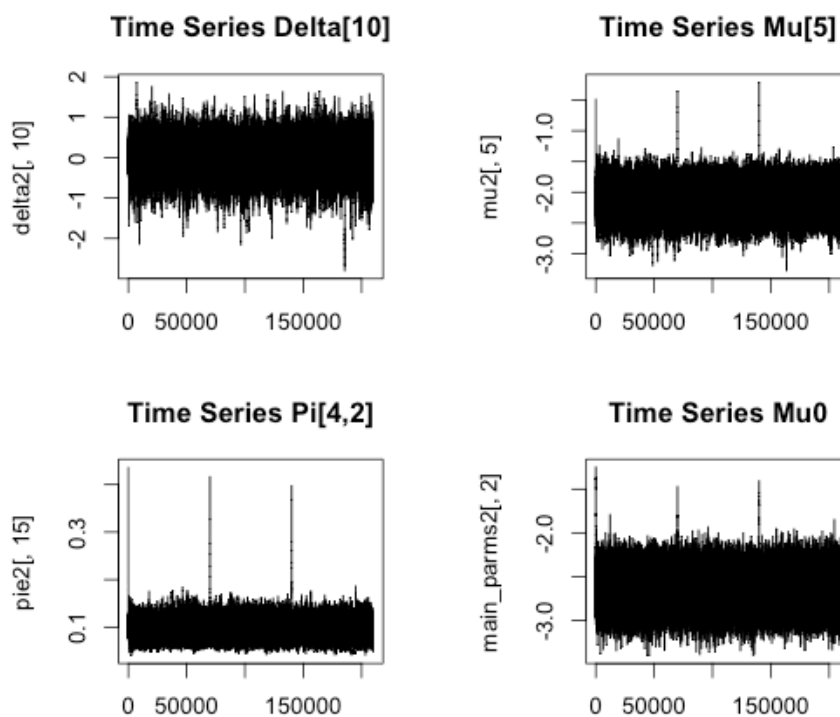 Time Series Delta[10]
delta2[, 10]
2
1
0
-1
-2
0 50000 150000
Time Series Mu[5]
mu2[, 5]
-1.0
-2.0
-3.0
0 50000 150000
Time Series Pi[4,2]
pie2[, 15]
0.3
0.1
0 50000 150000
Time Series Mu0
main_parms2[, 2]
-2.0
-3.0
0 50000 150000